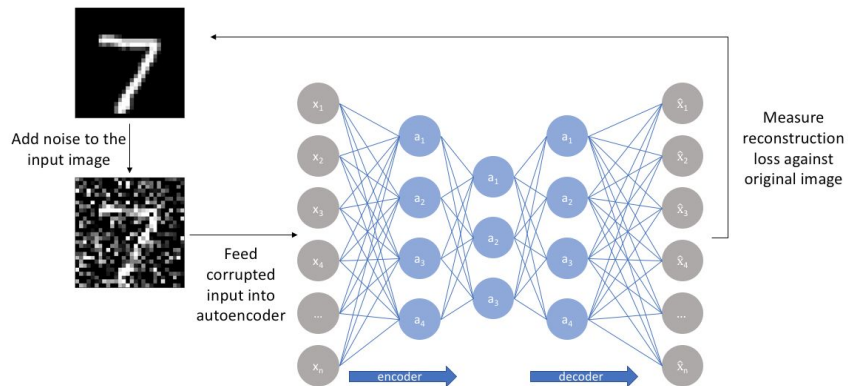 7
Add noise to the
input image
7
Feed
corrupted
input into
autoencoder
x₁
x₂
x₃
x₄
...
xₙ
a₁
a₂
a₃
a₄
a₁
a₂
a₃
a₁
a₂
a₃
a₄
x̂₁
x̂₂
x̂₃
x̂₄
...
x̂ₙ
encoder
decoder
Measure
reconstruction
loss against
original image